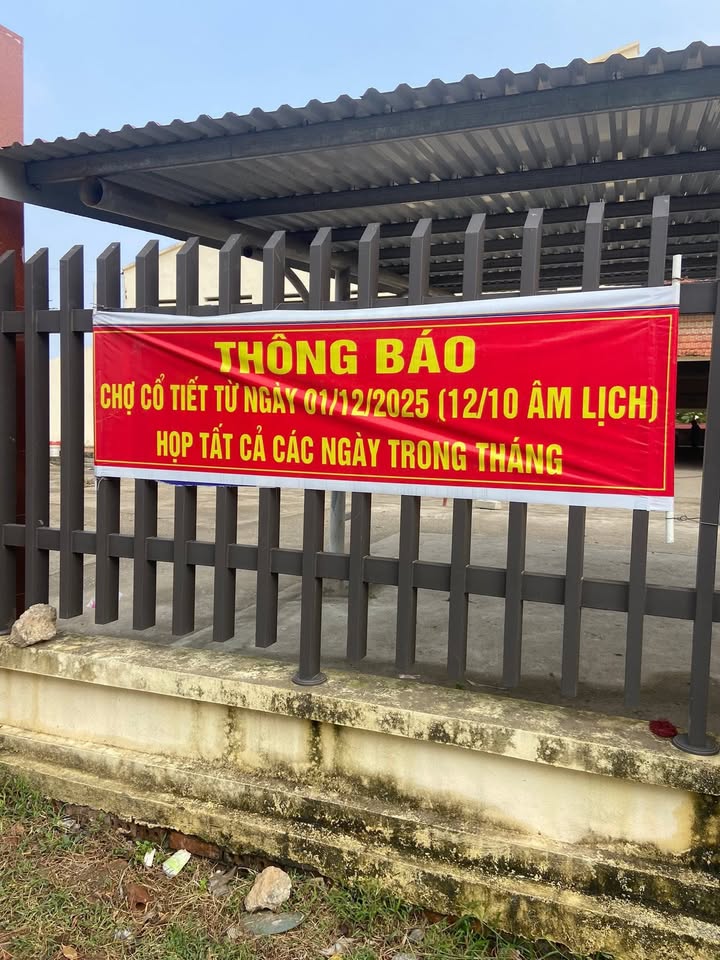 THÔNG BÁO
CHỢ CỔ TIẾT TỪ NGÀY 01/12/2025 (12/10 ÂM LỊCH)
HỌP TẤT CẢ CÁC NGÀY TRONG THÁNG